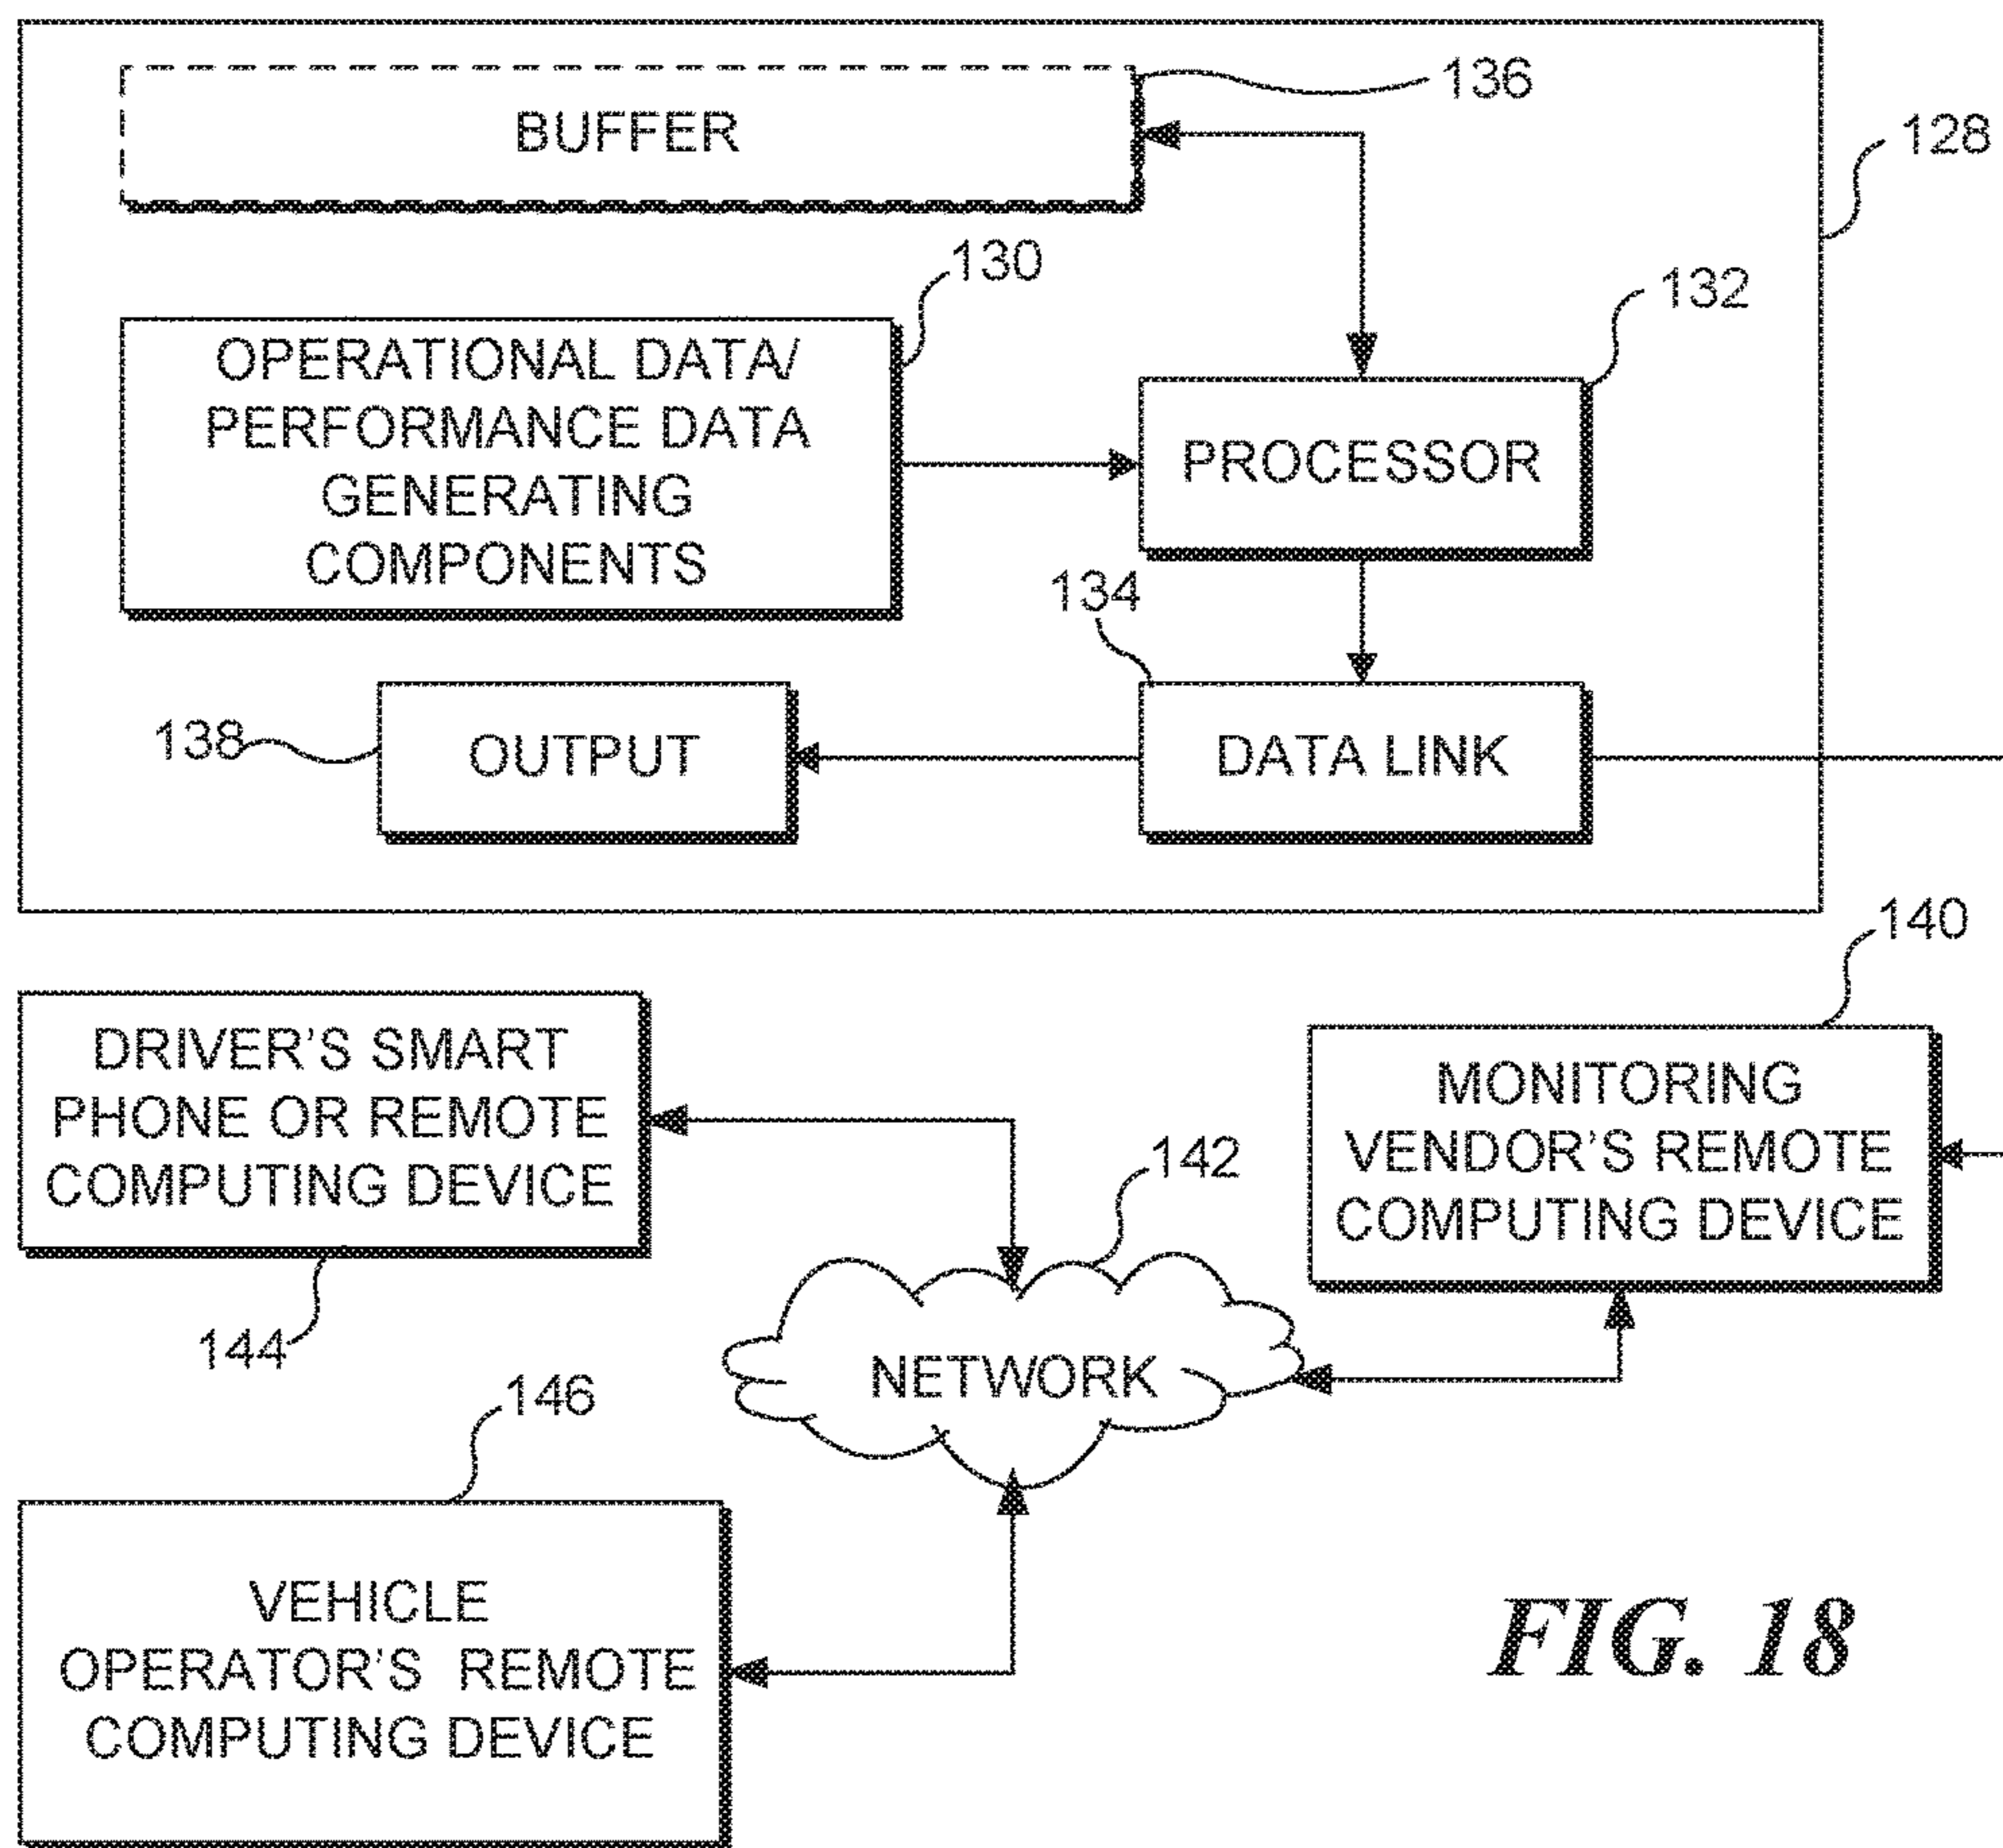 136
BUFFER
128
130
132
OPERATIONAL DATA/
PERFORMANCE DATA
GENERATING
COMPONENTS
PROCESSOR
134
138
OUTPUT
DATA LINK
140
DRIVER'S SMART
PHONE OR REMOTE
COMPUTING DEVICE
MONITORING
VENDOR'S REMOTE
COMPUTING DEVICE
142
144
NETWORK
146
VEHICLE
OPERATOR'S REMOTE
COMPUTING DEVICE
FIG. 18